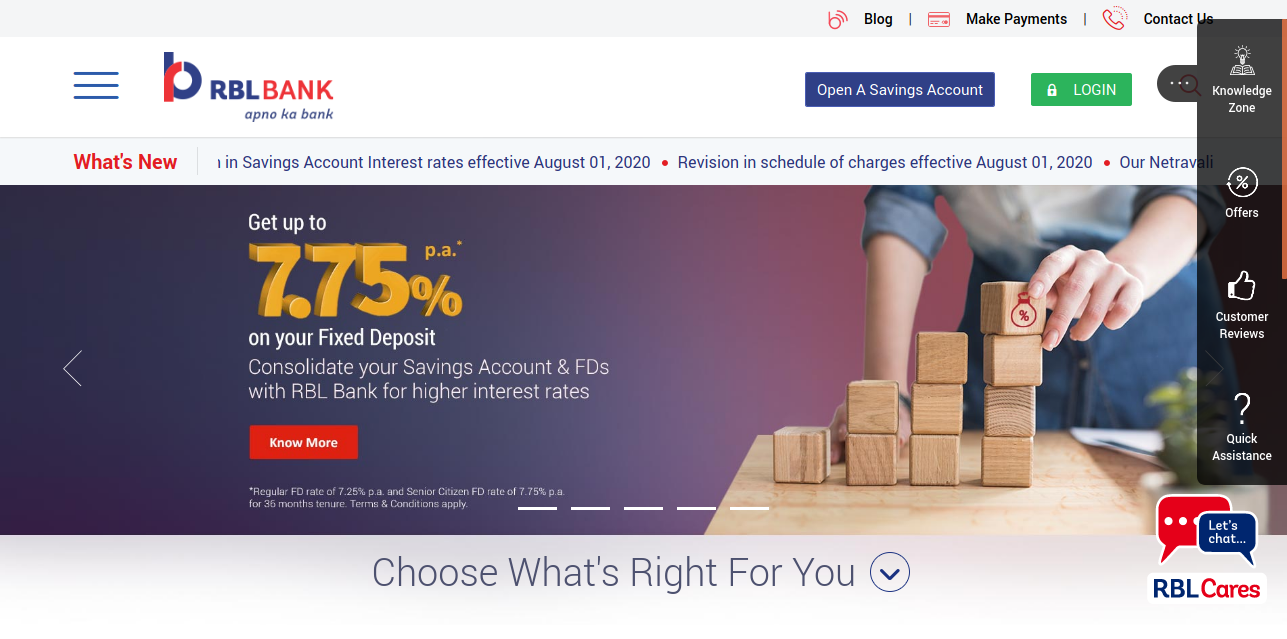 Blog
Make Payments
Contact Us
RBLBANK
apno ka bank
Open A Savings Account
LOGIN
Knowledge
Zone
What's New
in Savings Account Interest rates effective August 01, 2020 • Revision in schedule of charges effective August 01, 2020 • Our Netravali
Offers
Get up to
7.75% p.a.*
on your Fixed Deposit
Consolidate your Savings Account & FDs
with RBL Bank for higher interest rates
Know More
*Regular FD rate of 7.25% p.a. and Senior Citizen FD rate of 7.75% p.a.
for 36 months tenure. Terms & Conditions apply.
%
Customer
Reviews
Quick
Assistance
Let's
chat...
RBLCares
Choose What's Right For You